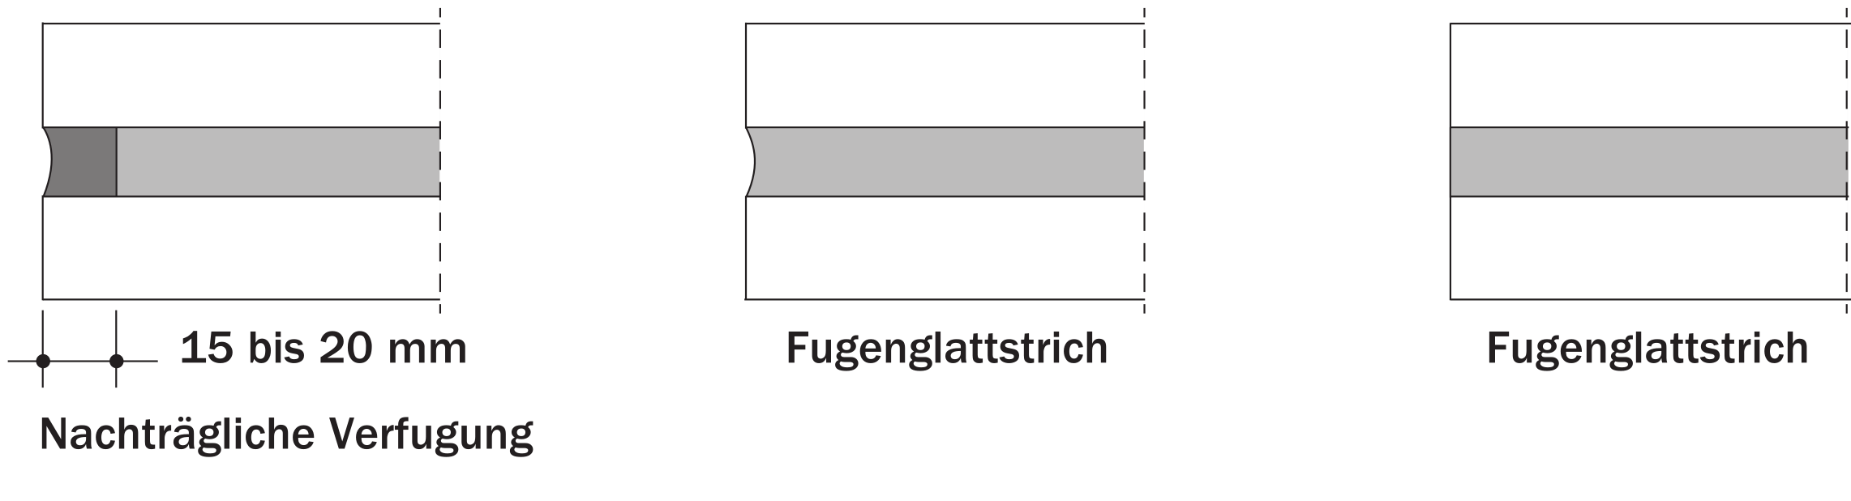 15 bis 20 mm
Nachträgliche Verfugung
Fugenglattstrich
Fugenglattstrich